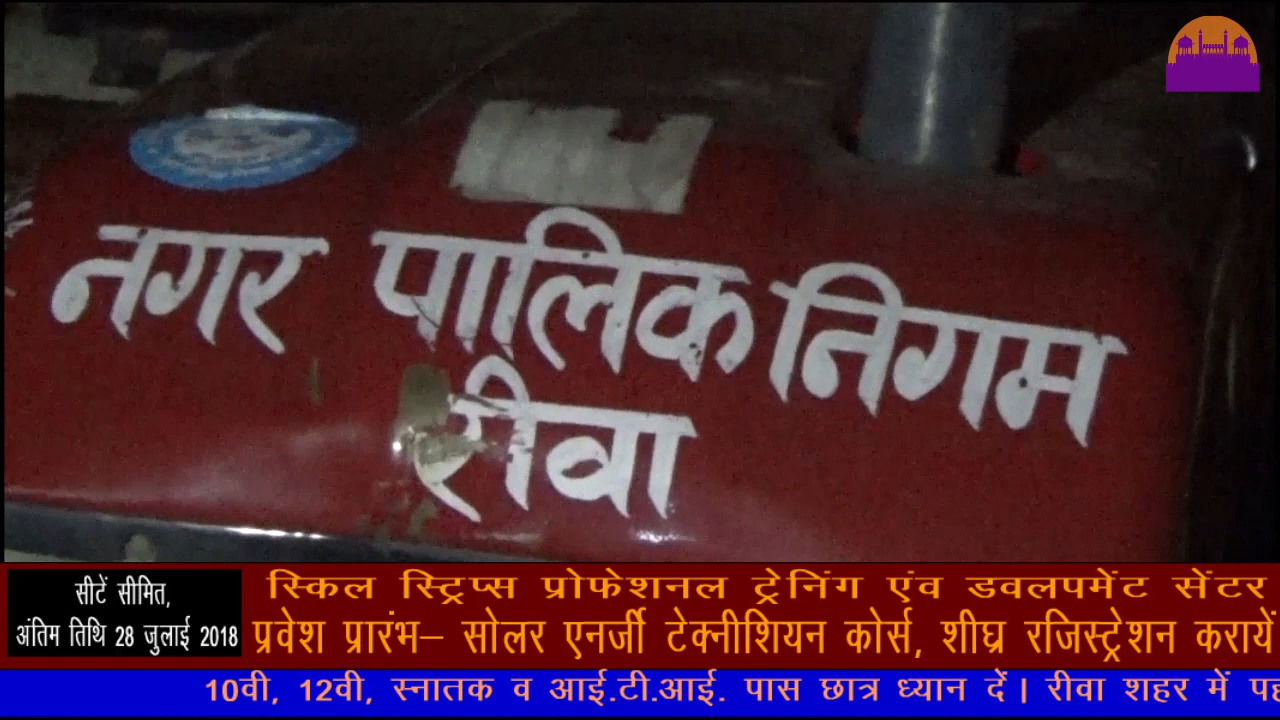 नगर पालिक निगम
रीवा
सीटें सीमित,
अंतिम तिथि 28 जुलाई 2018
स्किल स्ट्रिप्स प्रोफेशनल ट्रेनिंग एंव डवलपमेंट सेंटर
प्रवेश प्रारंभ– सोलर एनर्जी टेक्नीशियन कोर्स, शीघ्र रजिस्ट्रेशन करायें
10वी, 12वी, स्नातक व आई.टी.आई. पास छात्र ध्यान दें। रीवा शहर में